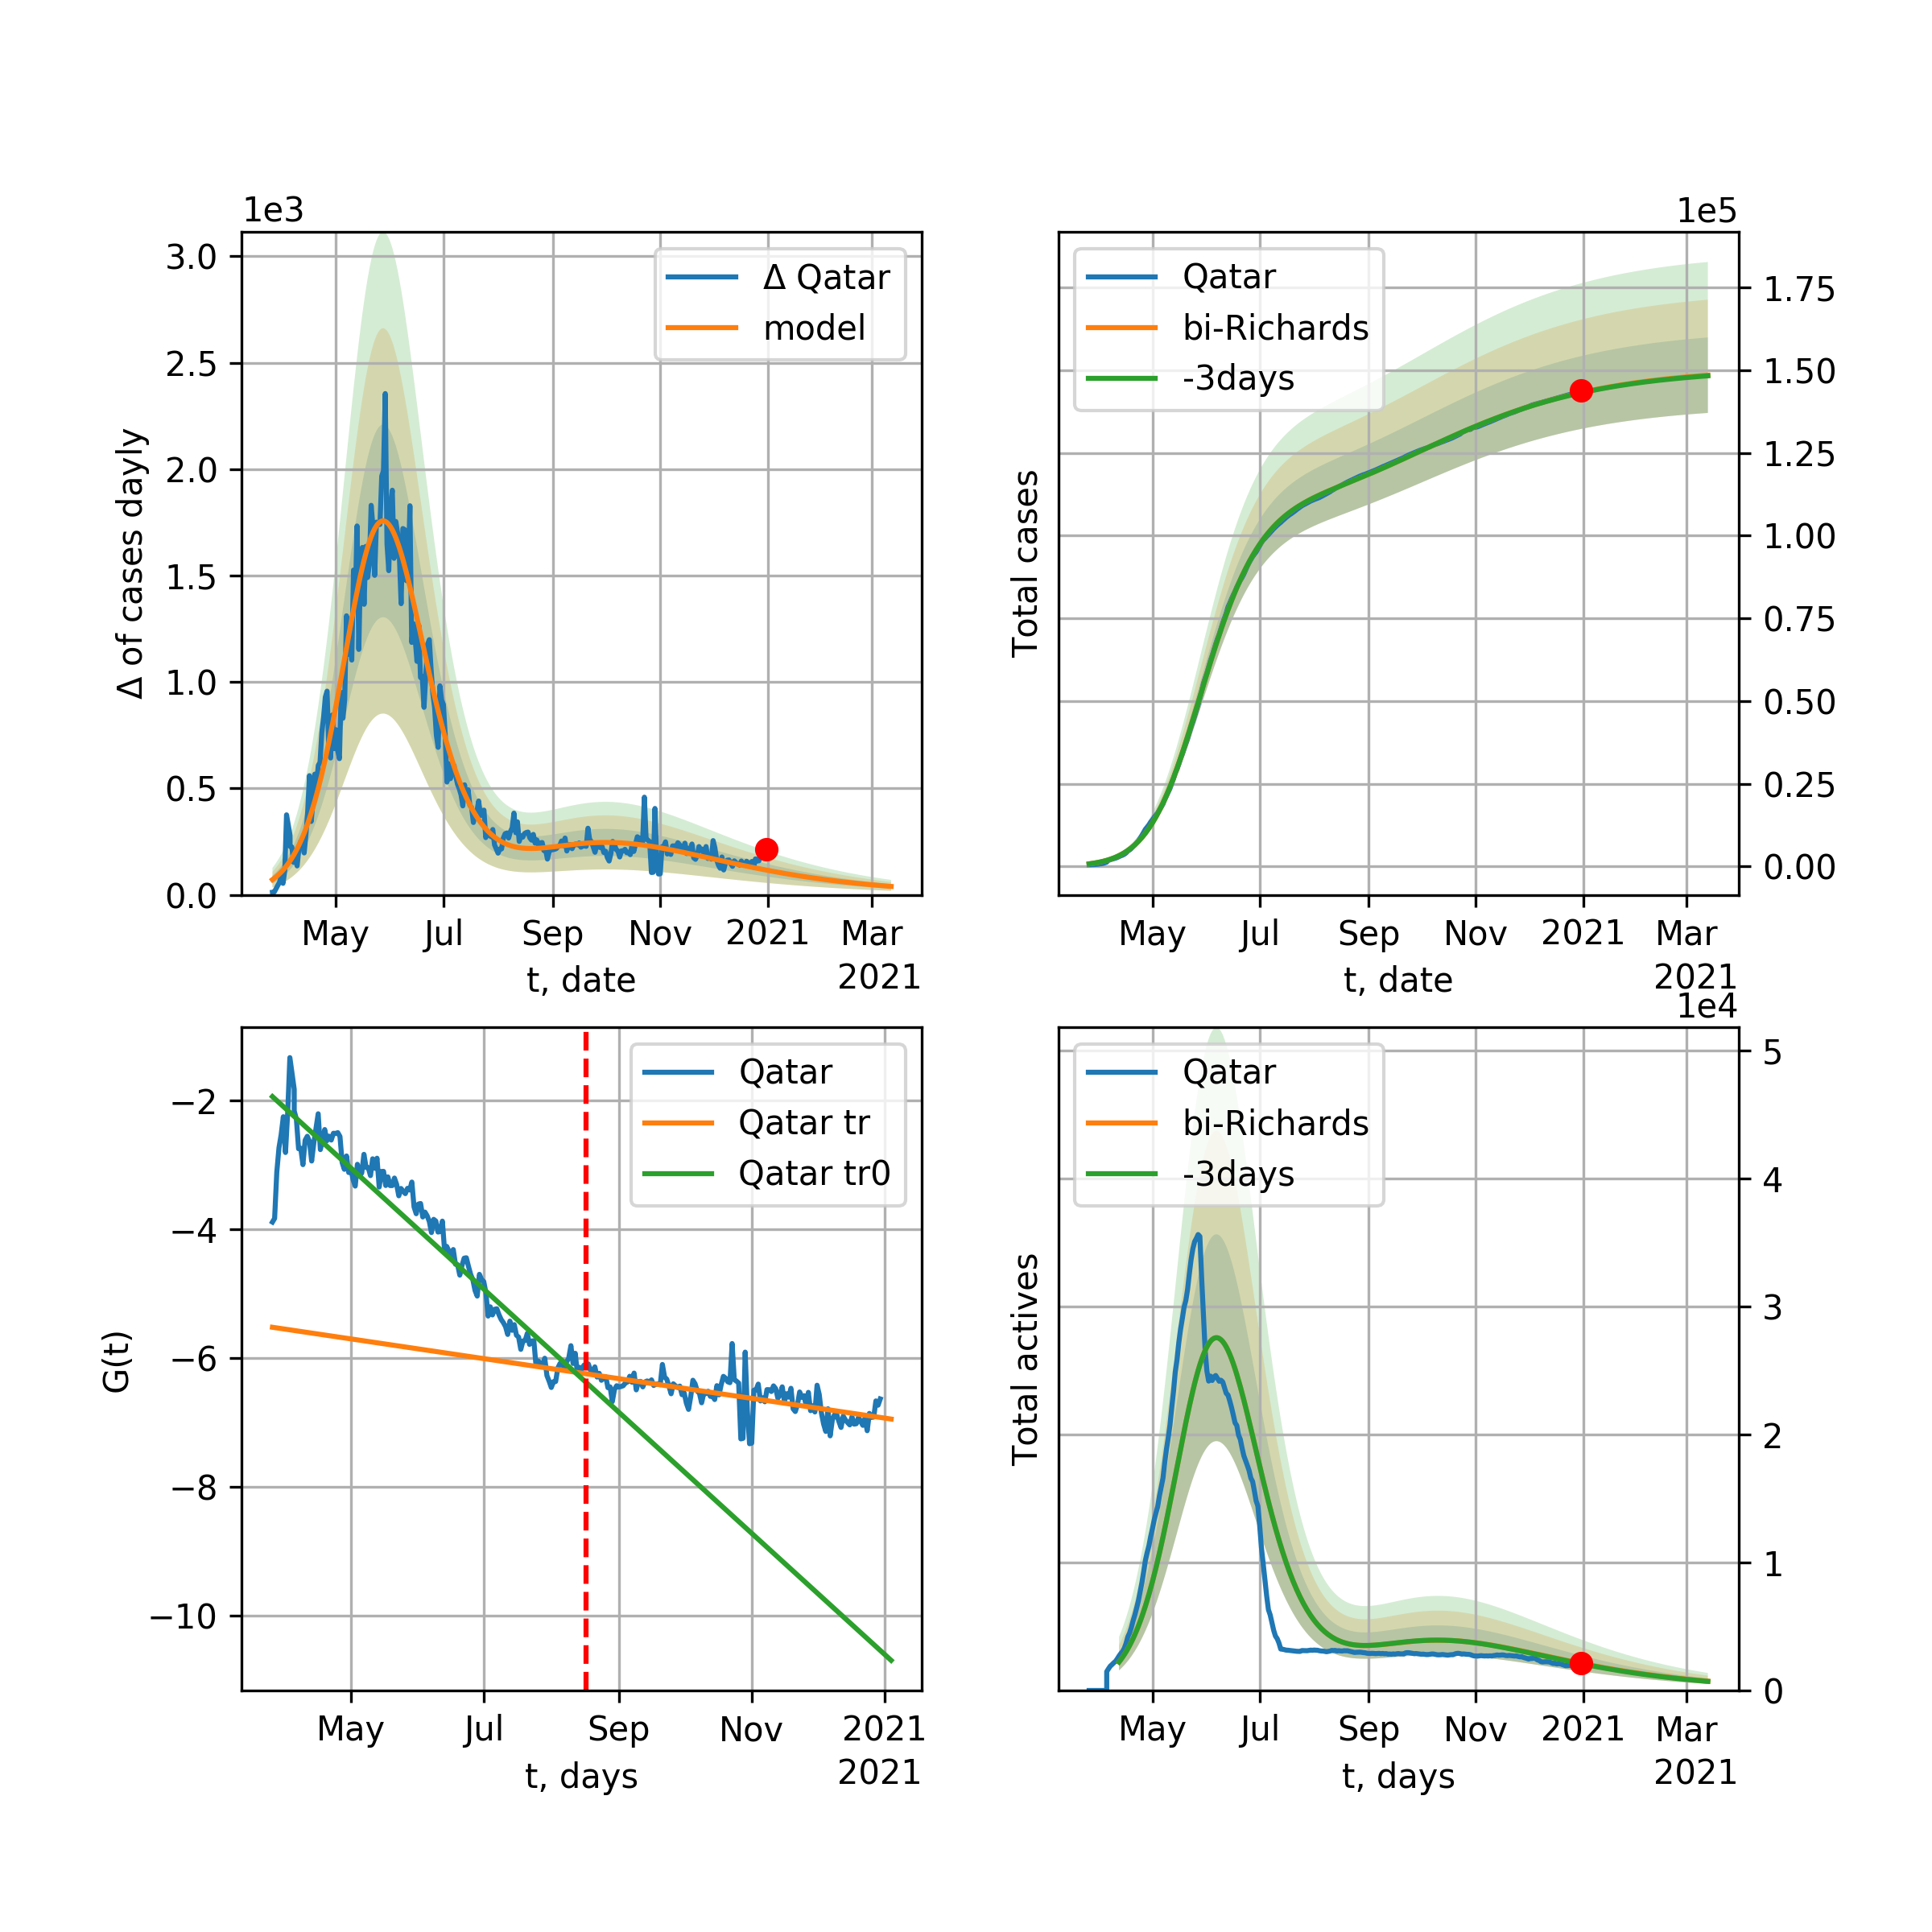 1e3
3.0
2.5
2.0
1.5
1.0
0.5
0.0
Δ of cases dayly
Δ Qatar
model
May Jul Sep Nov 2021 Mar
t, date
2021
1e5
Total cases
Qatar
bi-Richards
-3days
1.75
1.50
1.25
1.00
0.75
0.50
0.25
0.00
May Jul Sep Nov 2021 Mar
t, date
2021
−2
−4
−6
−8
−10
G(t)
Qatar
Qatar tr
Qatar tr0
May Jul Sep Nov 2021
t, days
2021
1e4
Total actives
Qatar
bi-Richards
-3days
5
4
3
2
1
0
May Jul Sep Nov 2021 Mar
t, days
2021